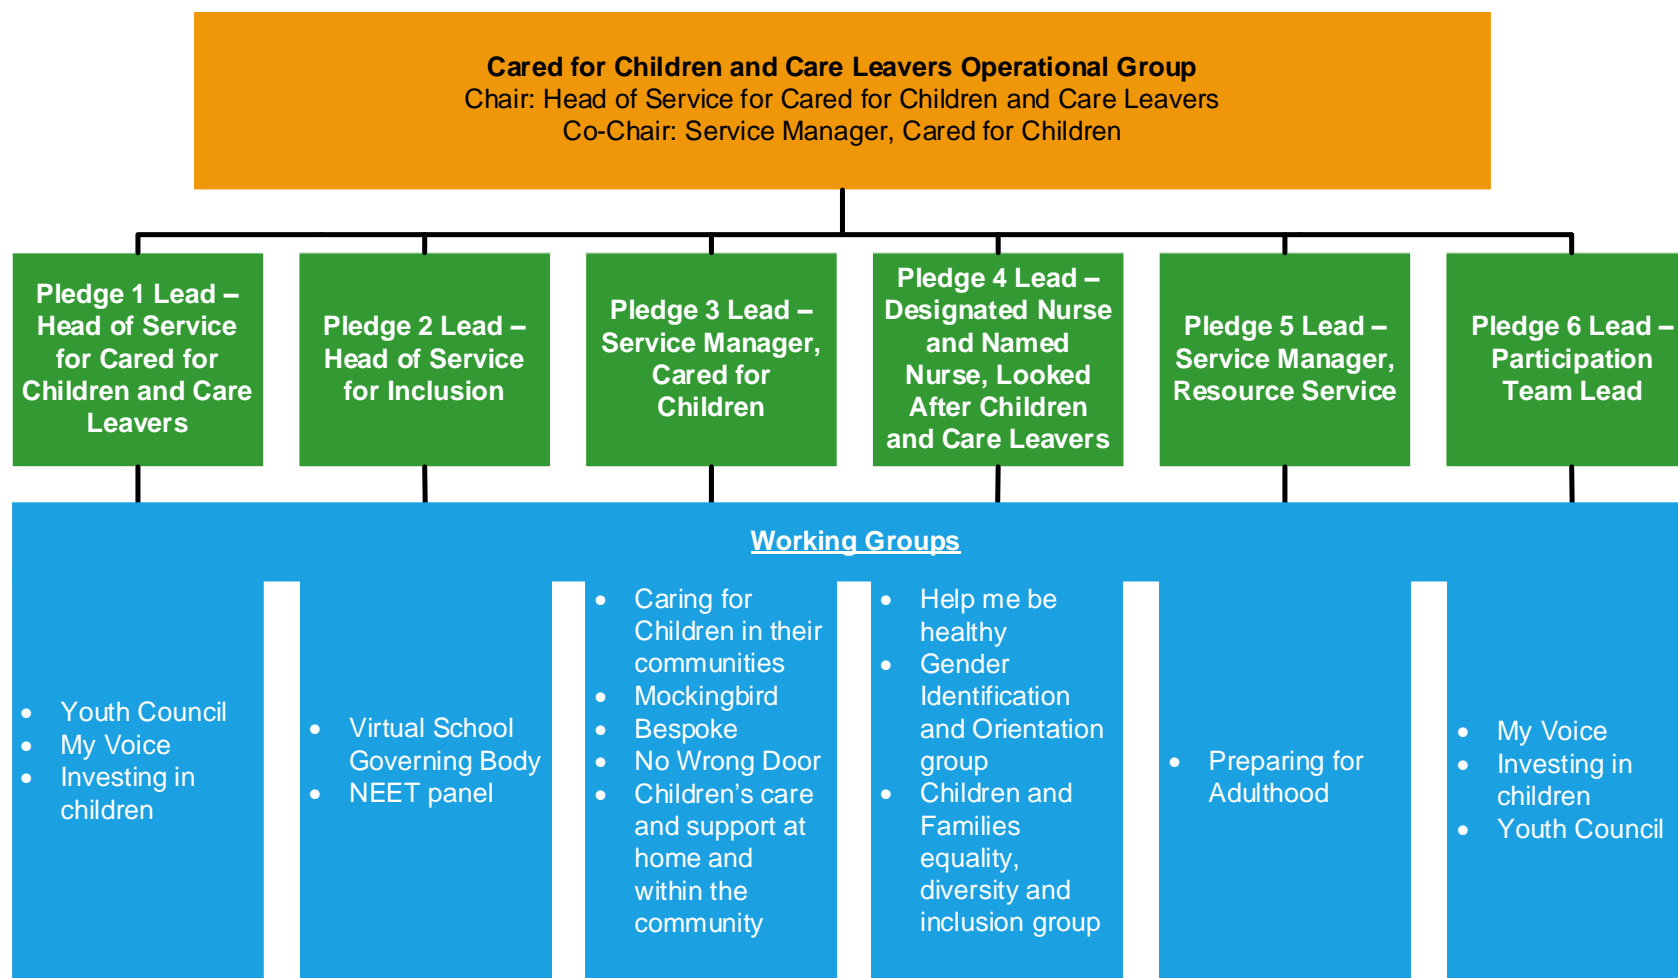 Cared for Children and Care Leavers Operational Group
Chair: Head of Service for Cared for Children and Care Leavers
Co-Chair: Service Manager, Cared for Children
Pledge 1 Lead –
Head of Service
for Cared for
Children and Care
Leavers
Pledge 2 Lead –
Head of Service
for Inclusion
Pledge 3 Lead –
Service Manager,
Cared for
Children
Pledge 4 Lead –
Designated Nurse
and Named
Nurse, Looked
After Children
and Care Leavers
Pledge 5 Lead –
Service Manager,
Resource Service
Pledge 6 Lead –
Participation
Team Lead
Working Groups
• Youth Council
• My Voice
• Investing in
children
• Virtual School
Governing Body
• NEET panel
• Caring for
Children in their
communities
• Mockingbird
• Bespoke
• No Wrong Door
• Children’s care
and support at
home and
within the
community
• Help me be
healthy
• Gender
Identification
and Orientation
group
• Children and
Families
equality,
diversity and
inclusion group
• Preparing for
Adulthood
• My Voice
• Investing in
children
• Youth Council